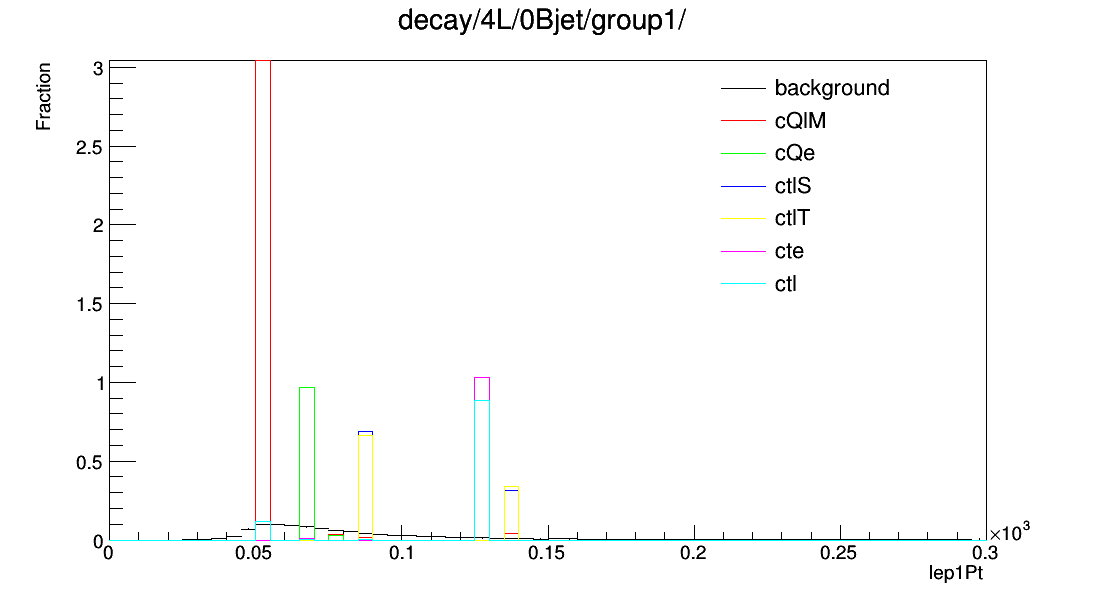 decay/4L/0Bjet/group1/
Fraction
3
2.5
2
1.5
1
0.5
0
background
cQlM
cQe
ctlS
ctlT
cte
ctl
0 0.05 0.1 0.15 0.2 0.25 0.3
×10³
lep1Pt